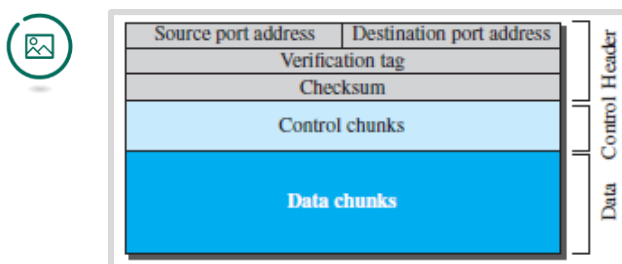 Source port address Destination port address
Verification tag
Checksum
Control chunks
Data chunks
Header
Control
Data